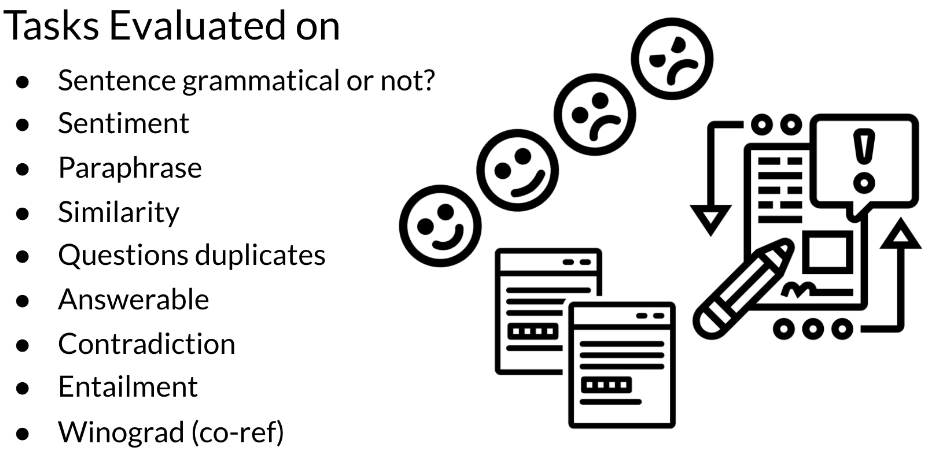 Tasks Evaluated on
● Sentence grammatical or not?
● Sentiment
● Paraphrase
● Similarity
● Questions duplicates
● Answerable
● Contradiction
● Entailment
● Winograd (co-ref)
!